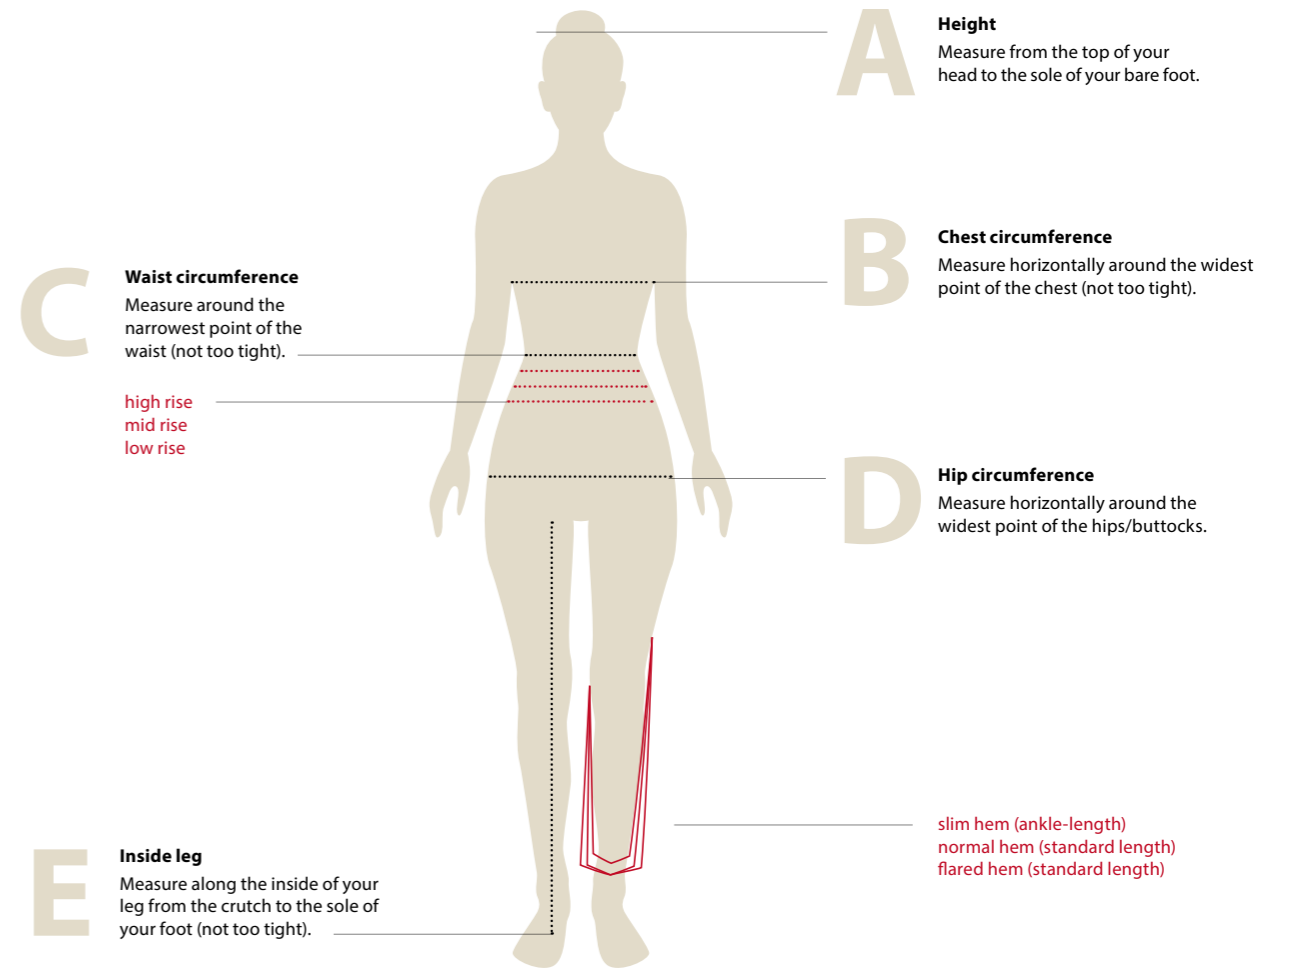 A
Height
Measure from the top of your
head to the sole of your bare foot.
B
Chest circumference
Measure horizontally around the widest
point of the chest (not too tight).
C
Waist circumference
Measure around the
narrowest point of the
waist (not too tight).
high rise
mid rise
low rise
D
Hip circumference
Measure horizontally around the
widest point of the hips/buttocks.
slim hem (ankle-length)
normal hem (standard length)
flared hem (standard length)
E
Inside leg
Measure along the inside of your
leg from the crutch to the sole of
your foot (not too tight).